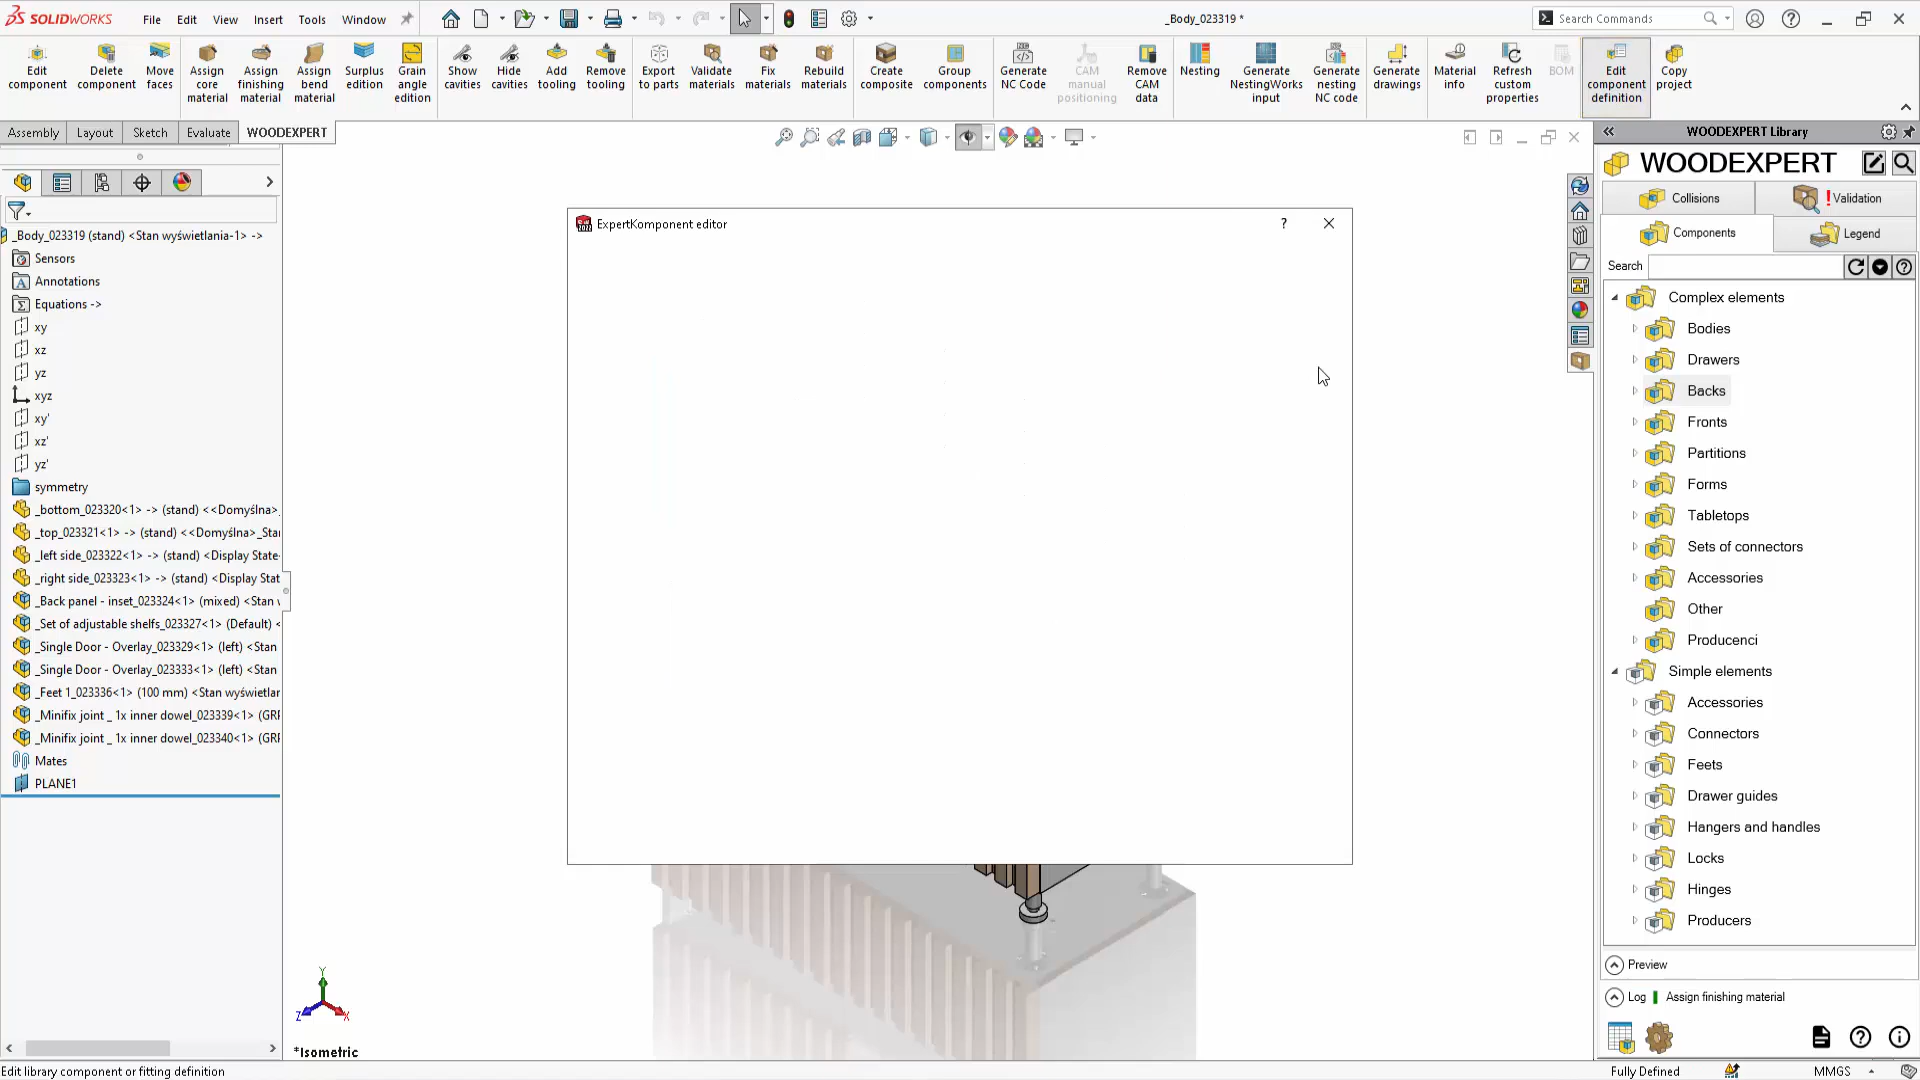 SOLIDWORKS File Edit View Insert Tools Window _Body_023319 * Search Commands
Edit component
Delete component
Move faces
Assign core material
Assign finishing material
Assign bend material
Surplus edition
Grain angle edition
Show cavities
Hide cavities
Add tooling
Remove tooling
Export to parts
Validate materials
Fix materials
Rebuild materials
Create composite
Group components
Generate NC Code
CAM manual positioning
Remove CAM data
Nesting
Generate NestingWorks input
Generate nesting NC code
Generate drawings
Material info
Refresh custom properties
BOM
Edit component definition
Copy project
Assembly Layout Sketch Evaluate WOODEXPERT
WOODEXPERT Library
WOODEXPERT
Collisions !Validation
Components Legend
Search
_Body_023319 (stand) <Stan wyświetlania-1> ->
Sensors
Annotations
Equations ->
xy
xz
yz
xyz
xy'
xz'
yz'
symmetry
_bottom_023320<1> -> (stand) <<Domyślna>_
_top_023321<1> -> (stand) <<Domyślna>_Sta
_left side_023322<1> -> (stand) <Display State-
_right side_023323<1> -> (stand) <Display Stat
_Back panel - inset_023324<1> (mixed) <Stan
_Set of adjustable shelfs_023327<1> (Default) <
_Single Door - Overlay_023329<1> (left) <Stan
_Single Door - Overlay_023333<1> (left) <Stan
_Feet 1_023336<1> (100 mm) <Stan wyświetlar
_Minifix joint _ 1x inner dowel_023339<1> (GRI
_Minifix joint _ 1x inner dowel_023340<1> (GRI
Mates
PLANE1
ExpertKomponent editor ?
Complex elements
Bodies
Drawers
Backs
Fronts
Partitions
Forms
Tabletops
Sets of connectors
Accessories
Other
Producenci
Simple elements
Accessories
Connectors
Feets
Drawer guides
Hangers and handles
Locks
Hinges
Producers
Preview
Log Assign finishing material
Y
Z X
*Isometric
Edit library component or fitting definition Fully Defined MMGS